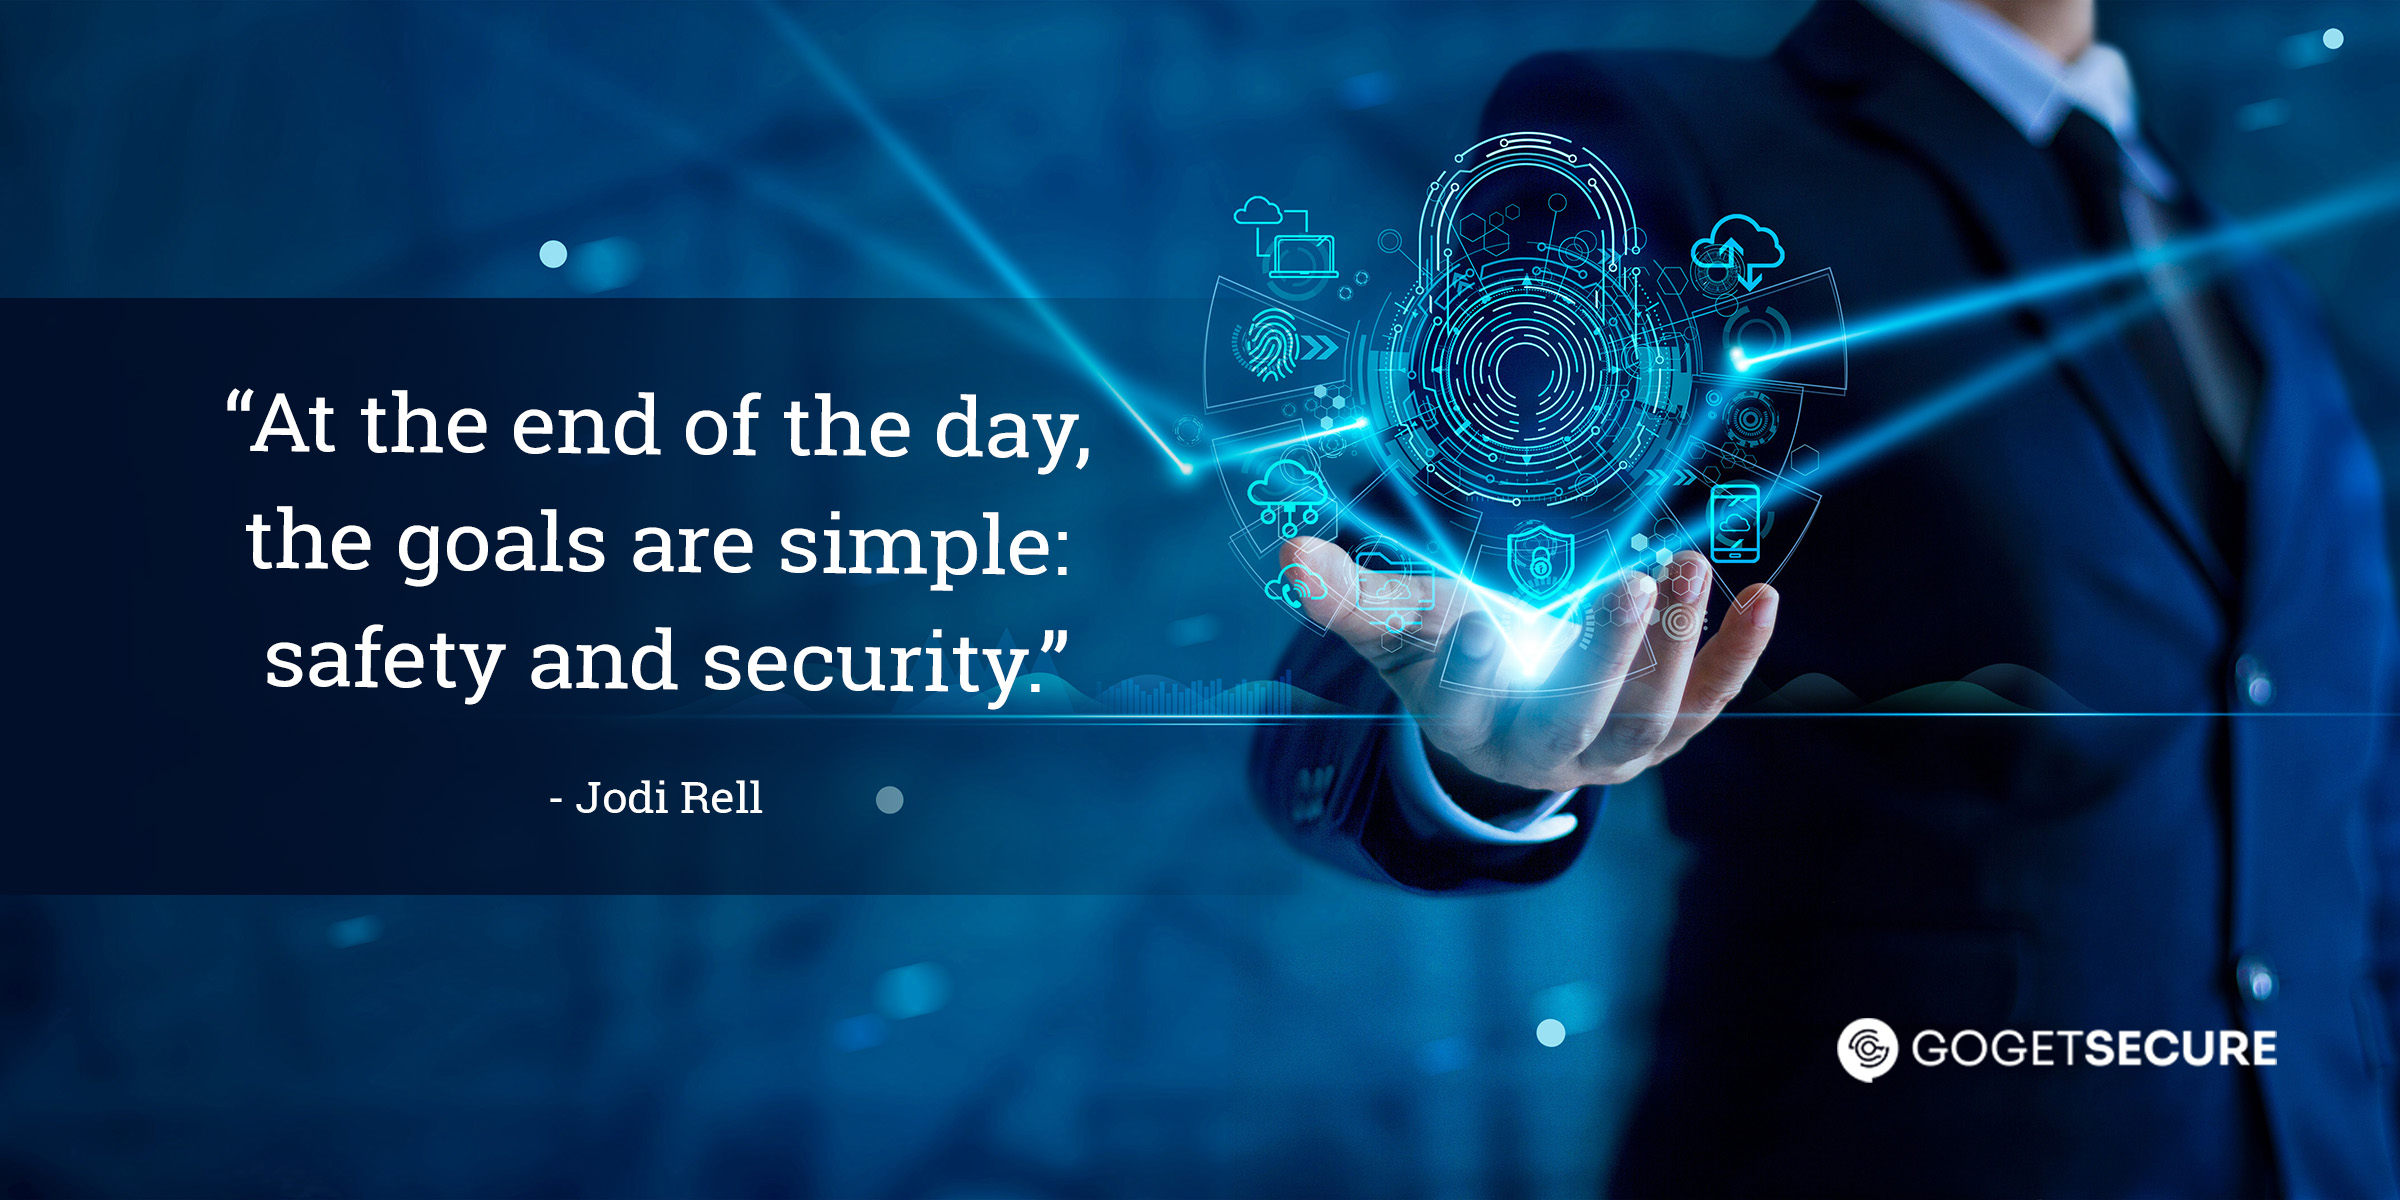 “At the end of the day,
the goals are simple:
safety and security.”
- Jodi Rell
GOGETSECURE